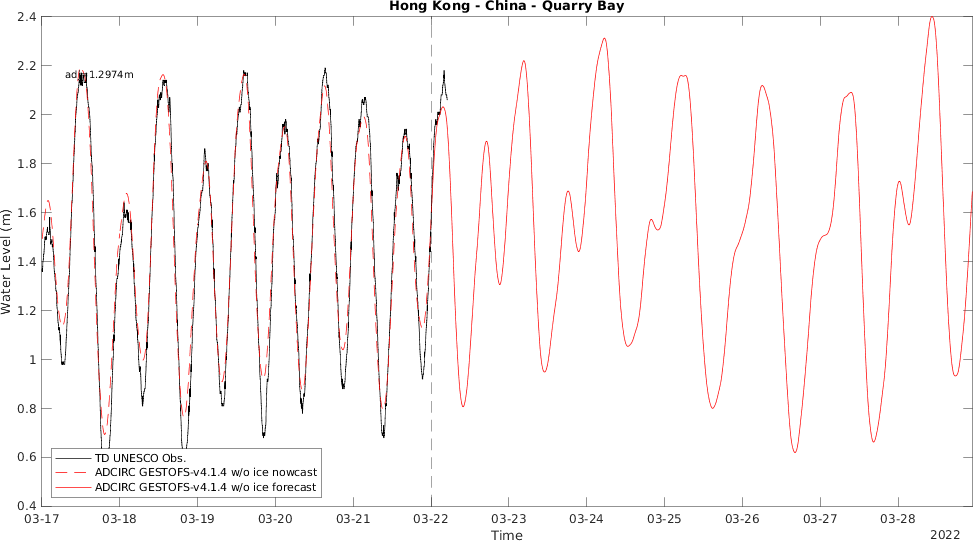 Hong Kong - China - Quarry Bay
2.4
2.2
2
1.8
1.6
1.4
1.2
1
0.8
0.6
0.4
Water Level (m)
1.2974m
TD UNESCO Obs.
ADCIRC GESTOFS-v4.1.4 w/o ice nowcast
ADCIRC GESTOFS-v4.1.4 w/o ice forecast
03-17 03-18 03-19 03-20 03-21 03-22 03-23 03-24 03-25 03-26 03-27 03-28
Time
2022